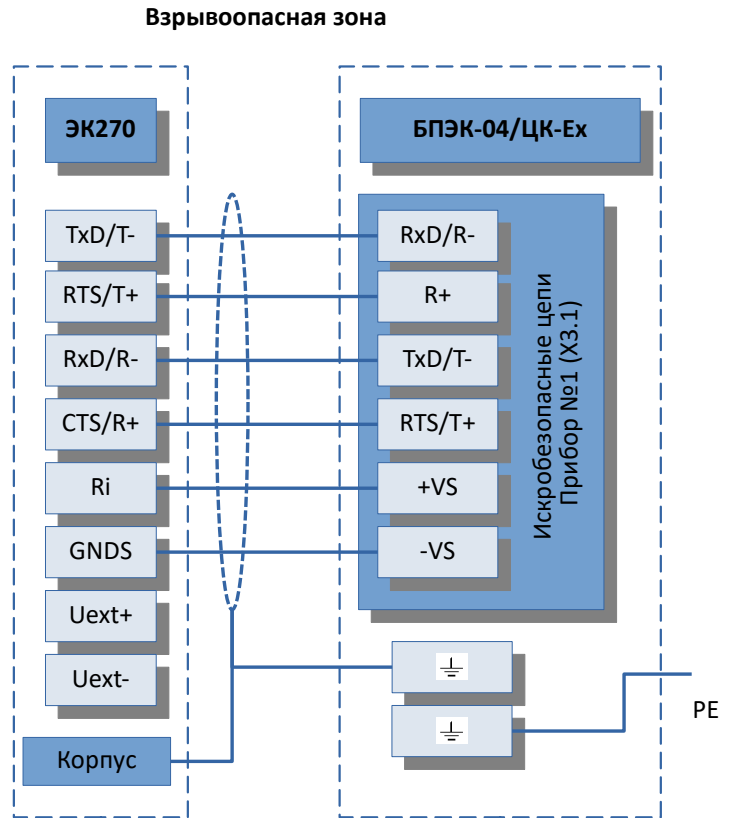 Взрывоопасная зона
ЭК270
БПЭК-04/ЦК-Ex
TxD/T-
RxD/R-
RTS/T+
R+
RxD/R-
TxD/T-
CTS/R+
RTS/T+
Ri
+VS
GNDS
-VS
Uext+
Uext-
Корпус
Искробезопасные цепи
Прибор №1 (X3.1)
PE